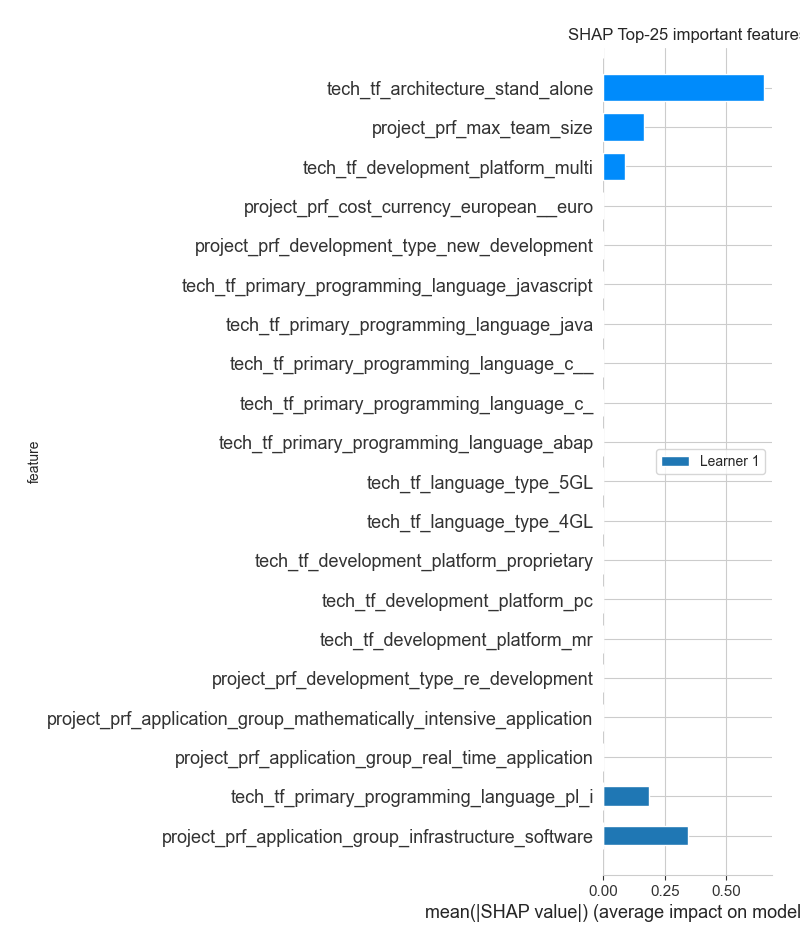 SHAP Top-25 important features
tech_tf_architecture_stand_alone
project_prf_max_team_size
tech_tf_development_platform_multi
project_prf_cost_currency_european__euro
project_prf_development_type_new_development
tech_tf_primary_programming_language_javascript
tech_tf_primary_programming_language_java
tech_tf_primary_programming_language_c__
tech_tf_primary_programming_language_c_
tech_tf_primary_programming_language_abap
feature
Learner 1
tech_tf_language_type_5GL
tech_tf_language_type_4GL
tech_tf_development_platform_proprietary
tech_tf_development_platform_pc
tech_tf_development_platform_mr
project_prf_development_type_re_development
project_prf_application_group_mathematically_intensive_application
project_prf_application_group_real_time_application
tech_tf_primary_programming_language_pl_i
project_prf_application_group_infrastructure_software
0.00 0.25 0.50
mean(|SHAP value|) (average impact on model